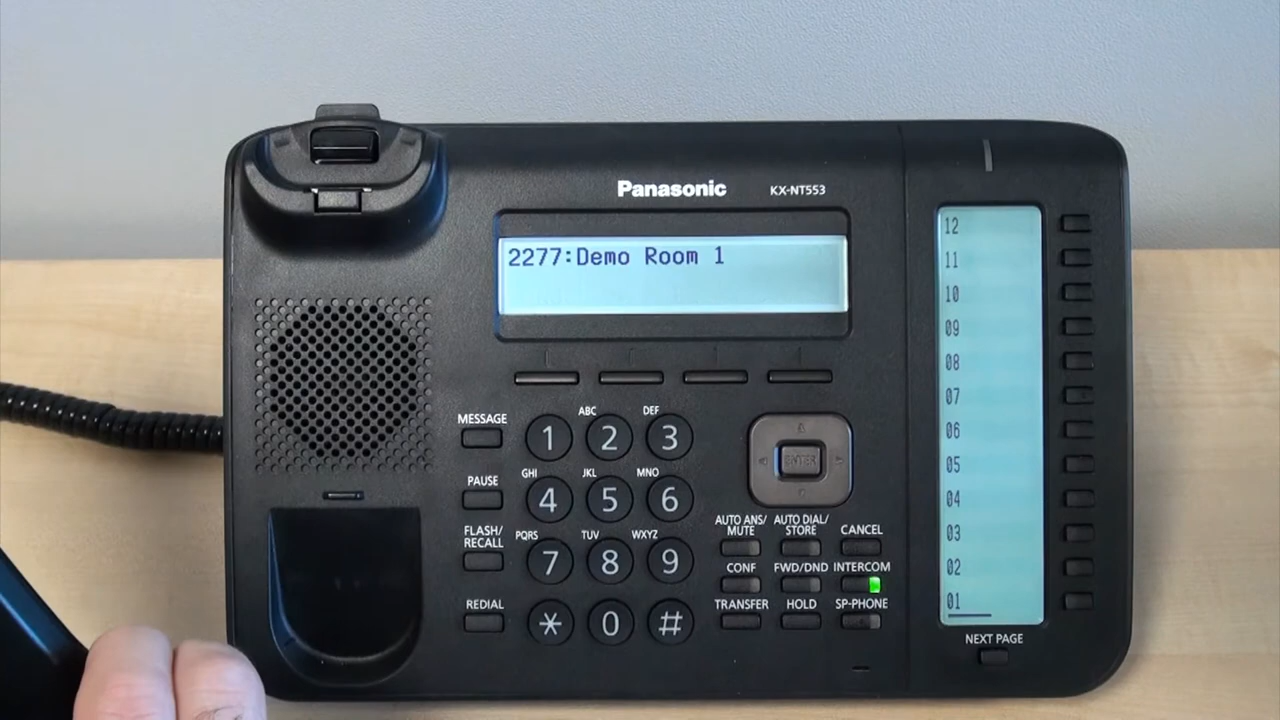 Panasonic
KX-NT553
2277:Demo Room 1
12
11
10
09
08
07
06
05
04
03
02
01
NEXT PAGE
MESSAGE
PAUSE
FLASH/
RECALL
REDIAL
1
ABC
2
DEF
3
GHI
4
JKL
5
MNO
6
PQRS
7
TUV
8
WXYZ
9
*
0
#
ENTER
AUTO ANS/
MUTE
AUTO DIAL/
STORE
CANCEL
CONF
FWD/DND
INTERCOM
TRANSFER
HOLD
SP-PHONE